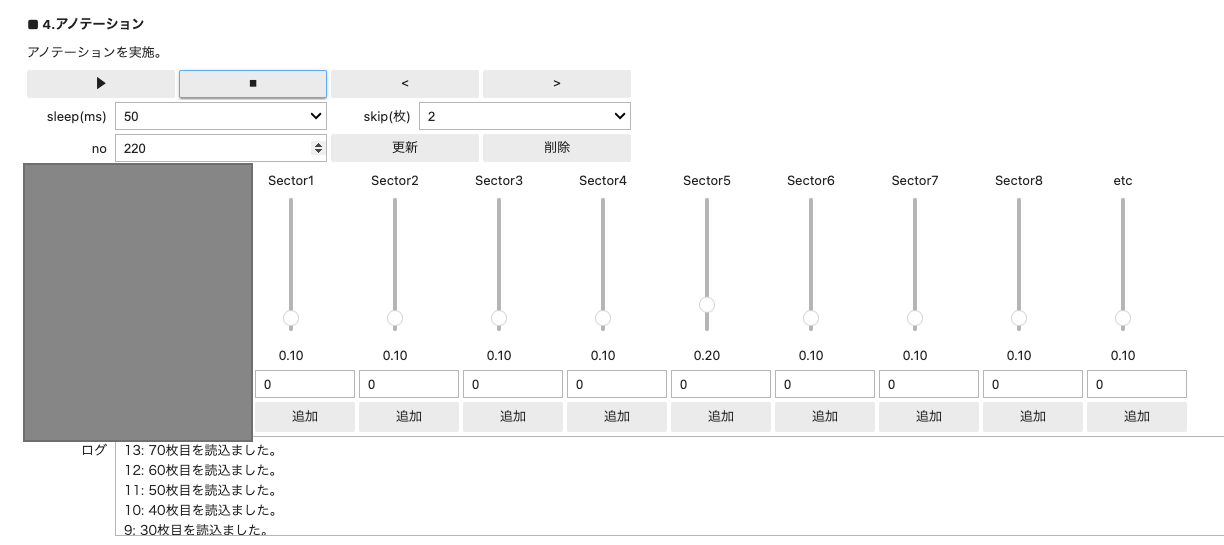 ■ 4.アノテーション
アノテーションを実施。
▶ ■ < >
sleep(ms) 50 skip(枚) 2
no 220 更新 削除
Sector1 Sector2 Sector3 Sector4 Sector5 Sector6 Sector7 Sector8 etc
0.10 0.10 0.10 0.10 0.20 0.10 0.10 0.10 0.10
0 0 0 0 0 0 0 0 0
追加 追加 追加 追加 追加 追加 追加 追加 追加
ログ 13: 70枚目を読込ました。
12: 60枚目を読込ました。
11: 50枚目を読込ました。
10: 40枚目を読込ました。
9: 30枚目を読込ました。